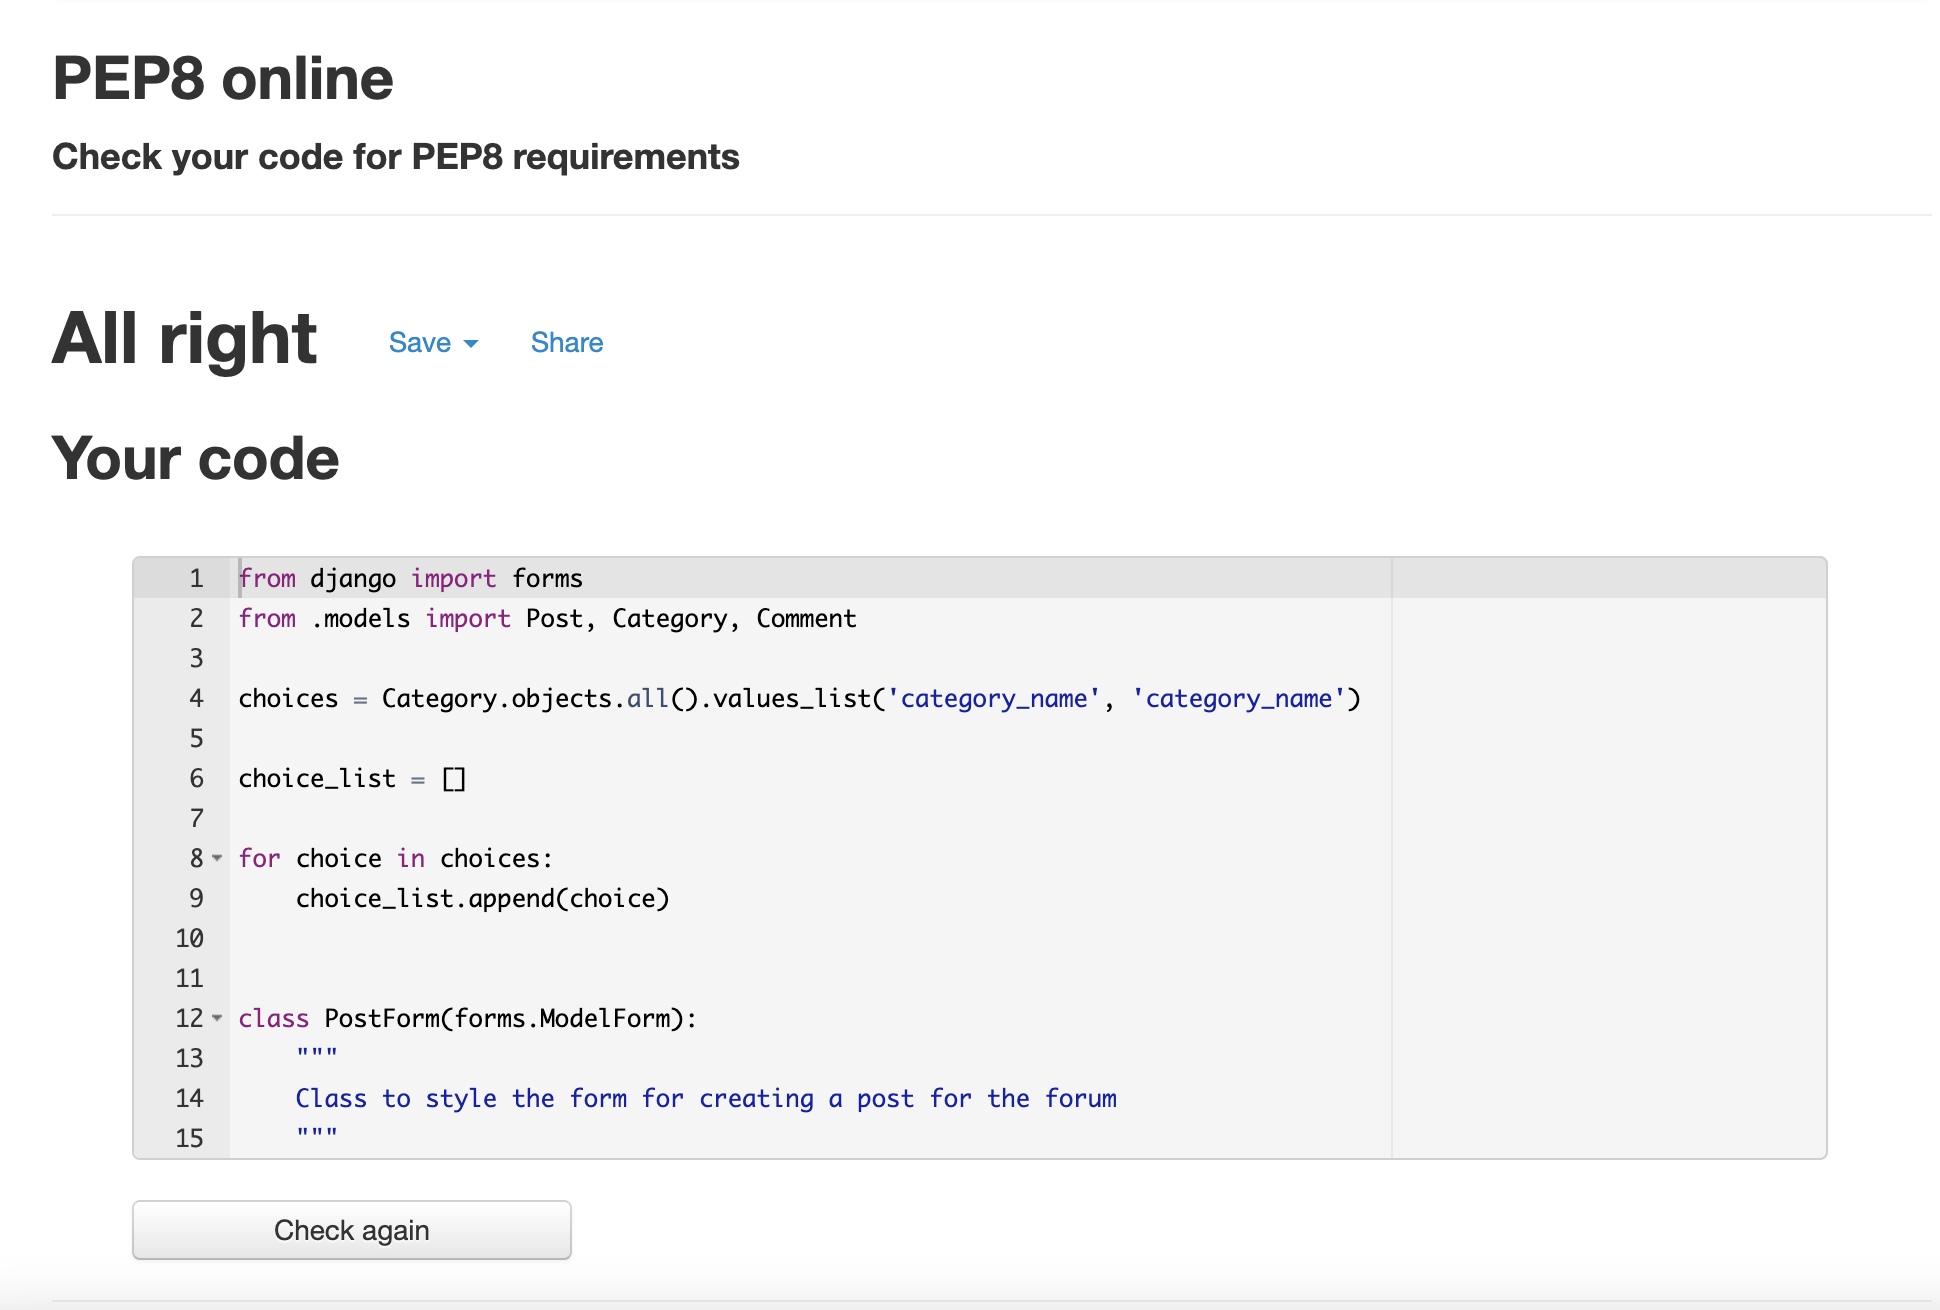 PEP8 online
Check your code for PEP8 requirements
All right Save Share
Your code
1 from django import forms
2 from .models import Post, Category, Comment
3
4 choices = Category.objects.all().values_list('category_name', 'category_name')
5
6 choice_list = []
7
8 for choice in choices:
9     choice_list.append(choice)
10
11
12 class PostForm(forms.ModelForm):
13     """
14     Class to style the form for creating a post for the forum
15     """
Check again